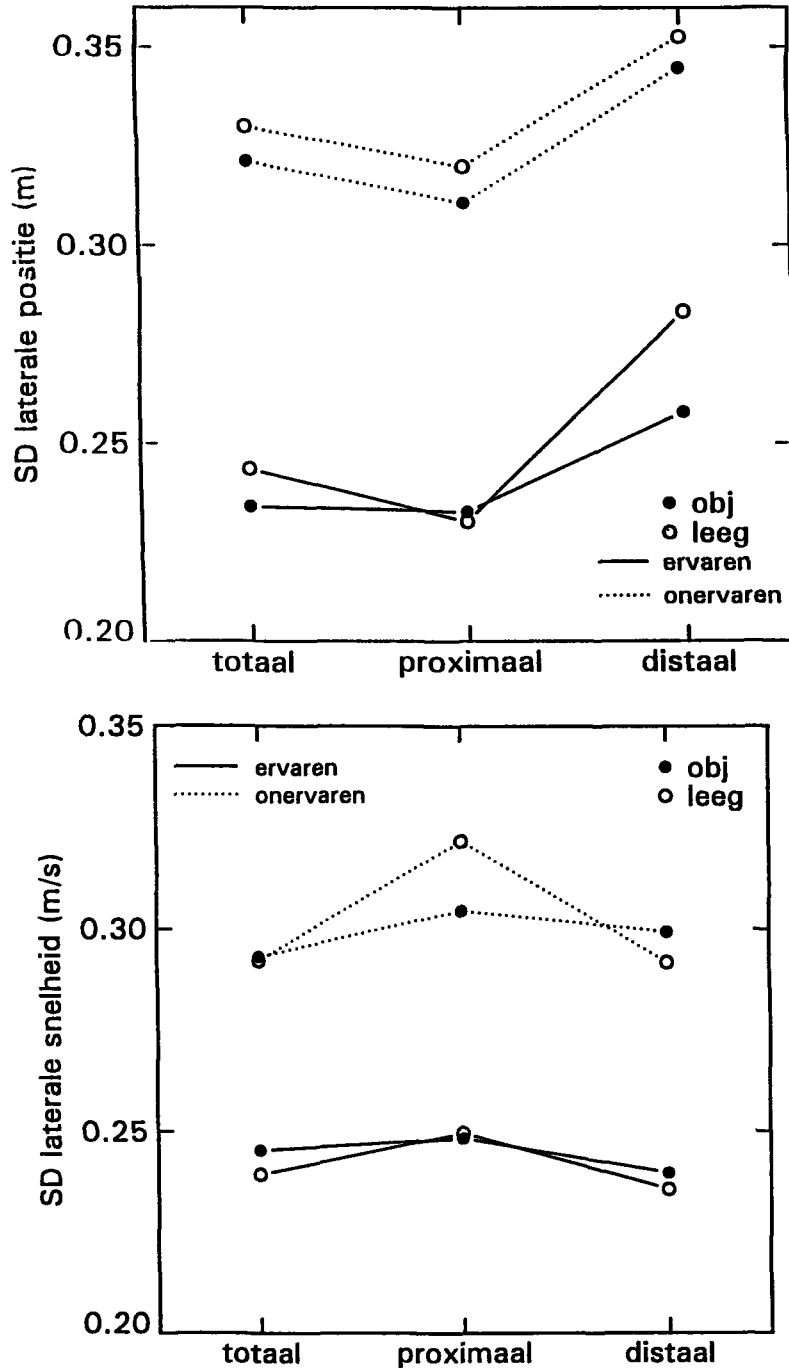 0.35
0.30
0.25
0.20
SD laterale positie (m)
obj
leeg
ervaren
onervaren
totaal proximaal distaal
0.35
0.30
0.25
0.20
SD laterale snelheid (m/s)
ervaren
onervaren
obj
leeg
totaal proximaal distaal